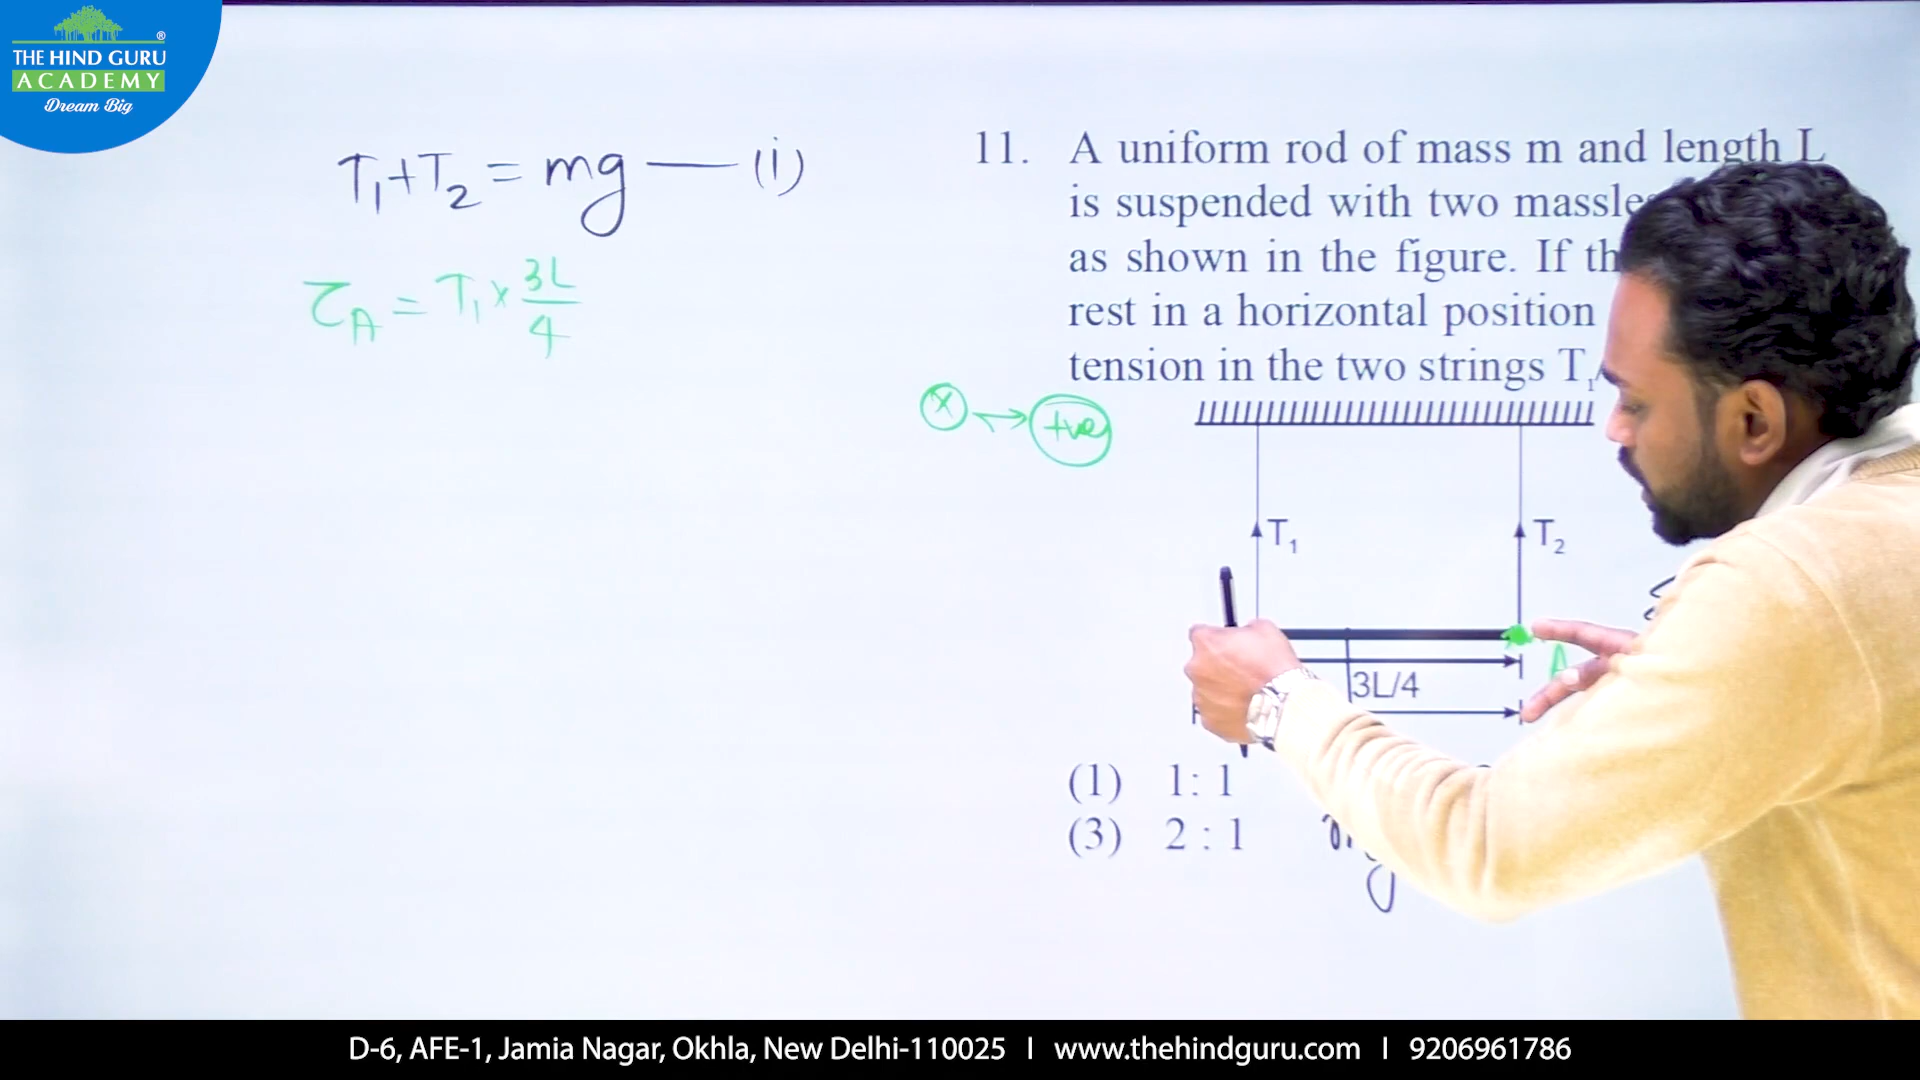 THE HIND GURU
ACADEMY
Dream Big
®
T₁+T₂ = mg — (i)
τ_A = T₁ × 3L/4
11. A uniform rod of mass m and length L
is suspended with two
as shown in the figure. If
rest in a horizontal position
tension in the two strings T₁
x ↔ +ve
T₁
T₂
A
3L/4
(1) 1: 1
(3) 2 : 1
D-6, AFE-1, Jamia Nagar, Okhla, New Delhi-110025 | www.thehindguru.com | 9206961786